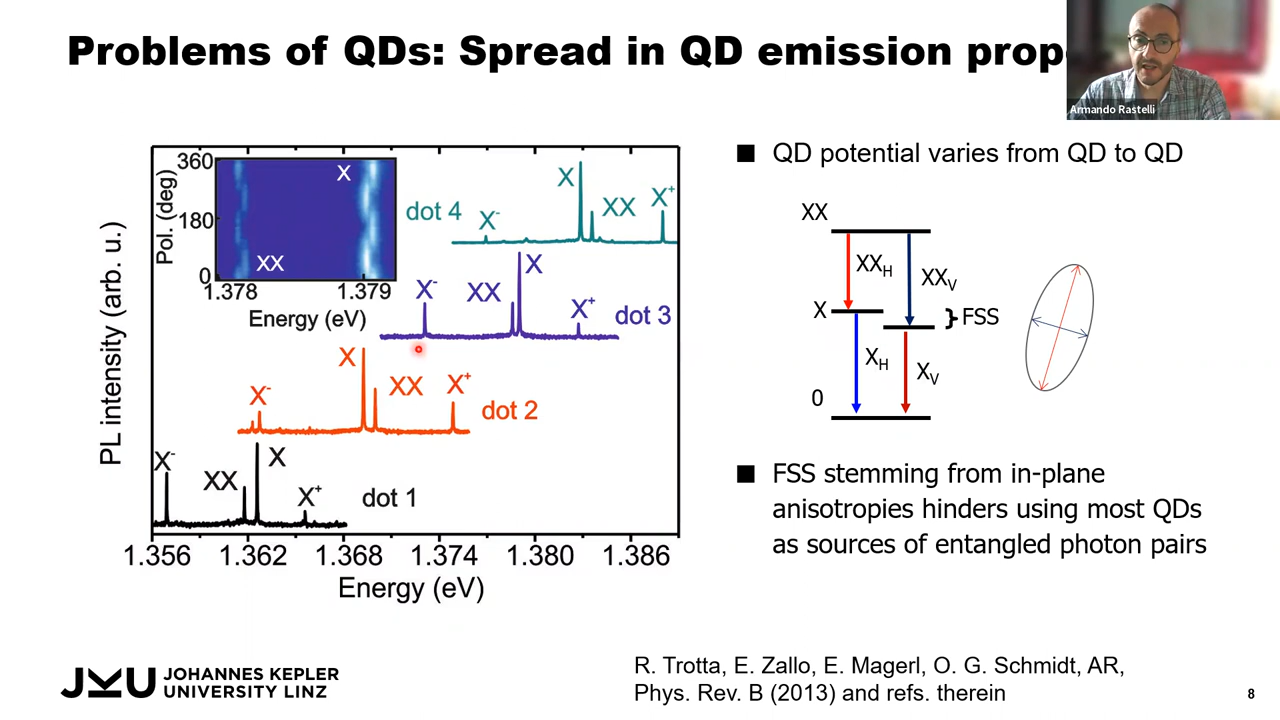 Problems of QDs: Spread in QD emission
Armando Rastelli
PL intensity (arb. u.)
Energy (eV)
1.356 1.362 1.368 1.374 1.380 1.386
Pol. (deg)
360
180
0
X
XX
1.378 1.379
Energy (eV)
dot 4
X⁻
X
XX
X⁺
X⁻
XX
X
X⁺
dot 3
X⁻
X
XX
X⁺
dot 2
X⁻
XX
X
X⁺
dot 1
■ QD potential varies from QD to QD
XX
XX_H
XX_V
X
} FSS
X_H
X_V
0
■ FSS stemming from in-plane
anisotropies hinders using most QDs
as sources of entangled photon pairs
JKU JOHANNES KEPLER
UNIVERSITY LINZ
R. Trotta, E. Zallo, E. Magerl, O. G. Schmidt, AR,
Phys. Rev. B (2013) and refs. therein
8